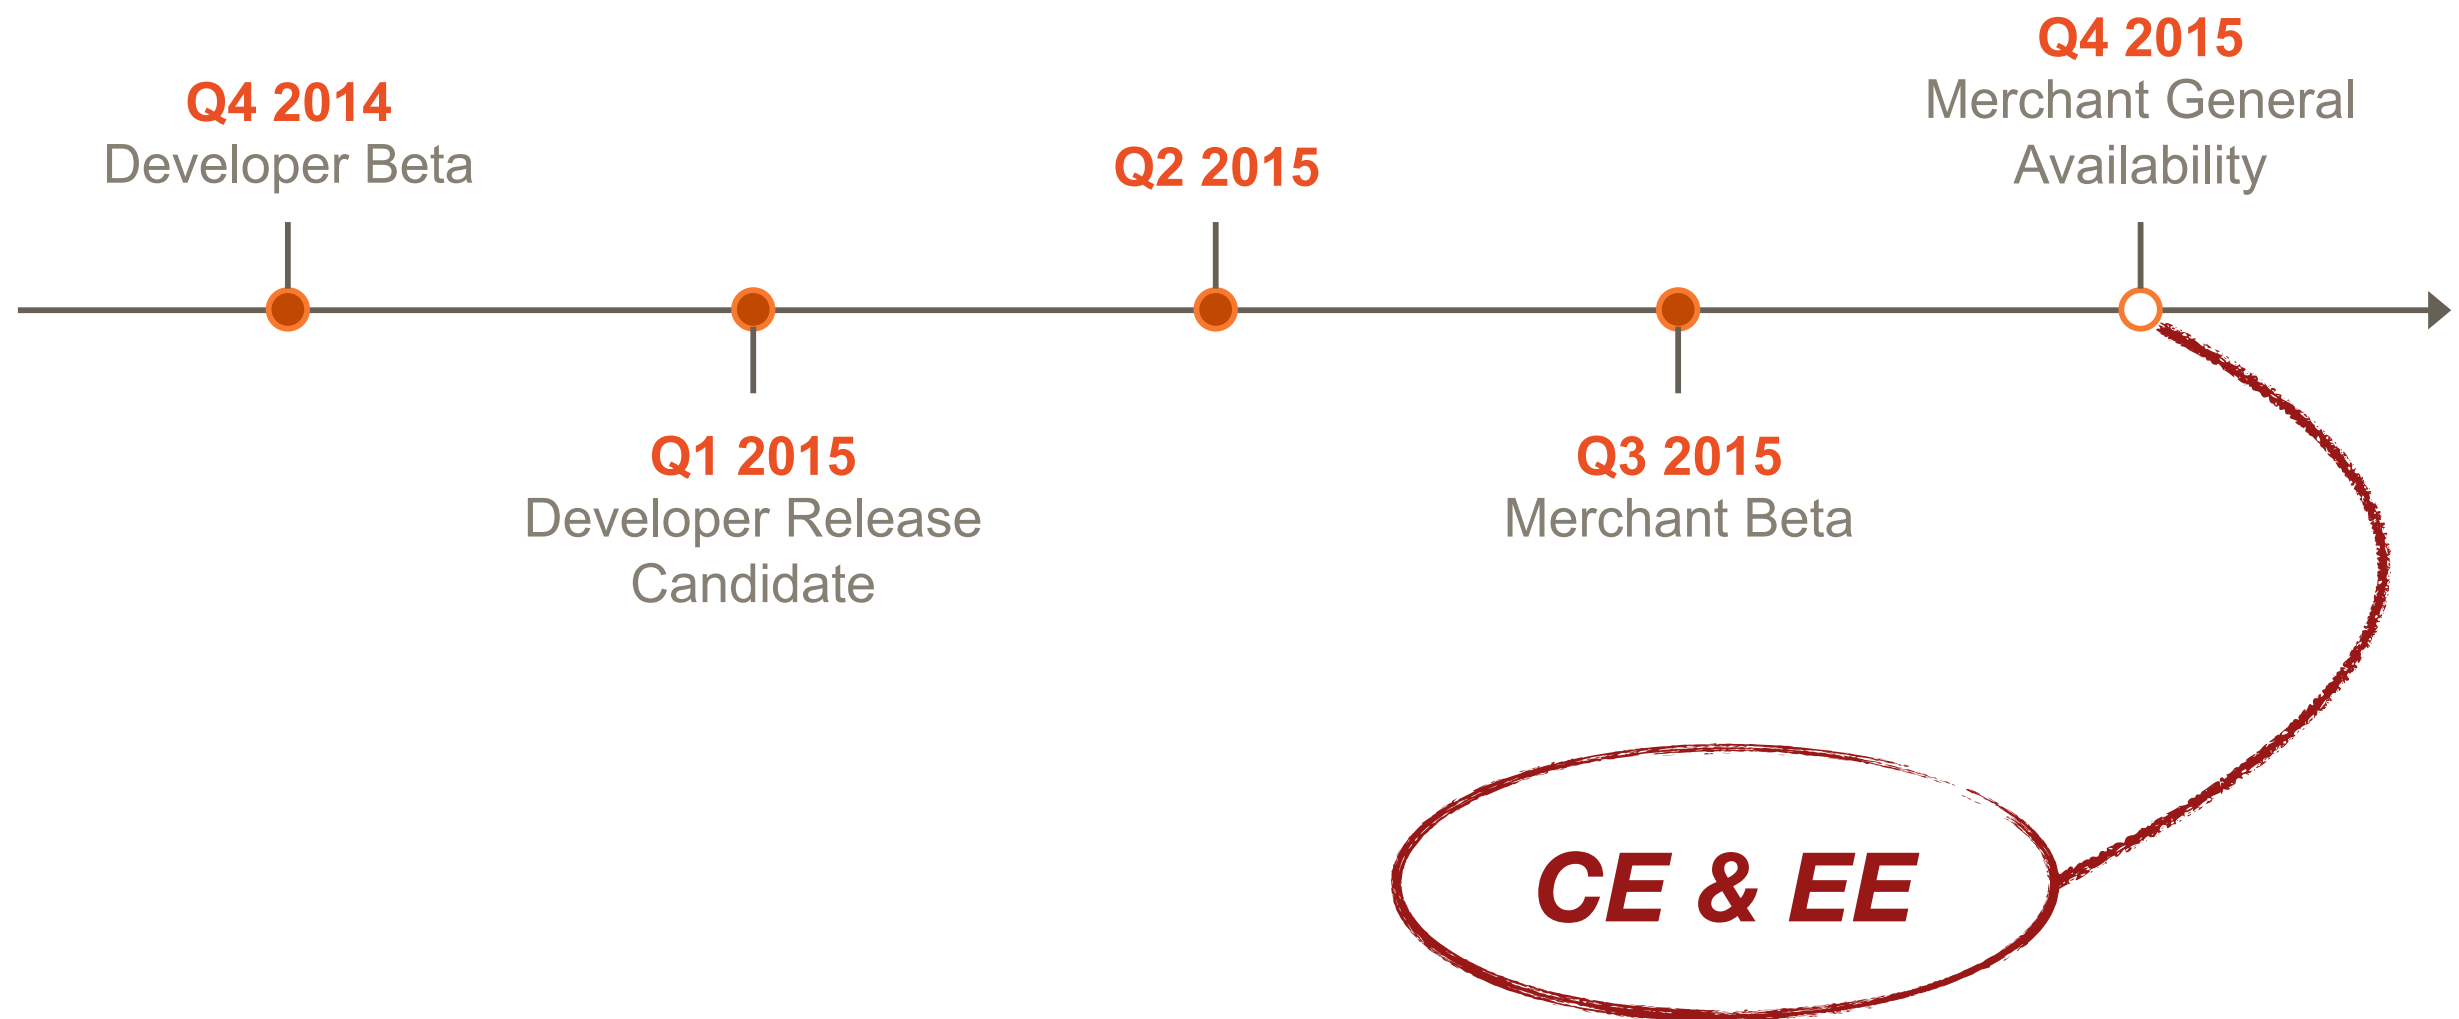 Q4 2014
Developer Beta
Q1 2015
Developer Release
Candidate
Q2 2015
Q3 2015
Merchant Beta
Q4 2015
Merchant General
Availability
CE & EE